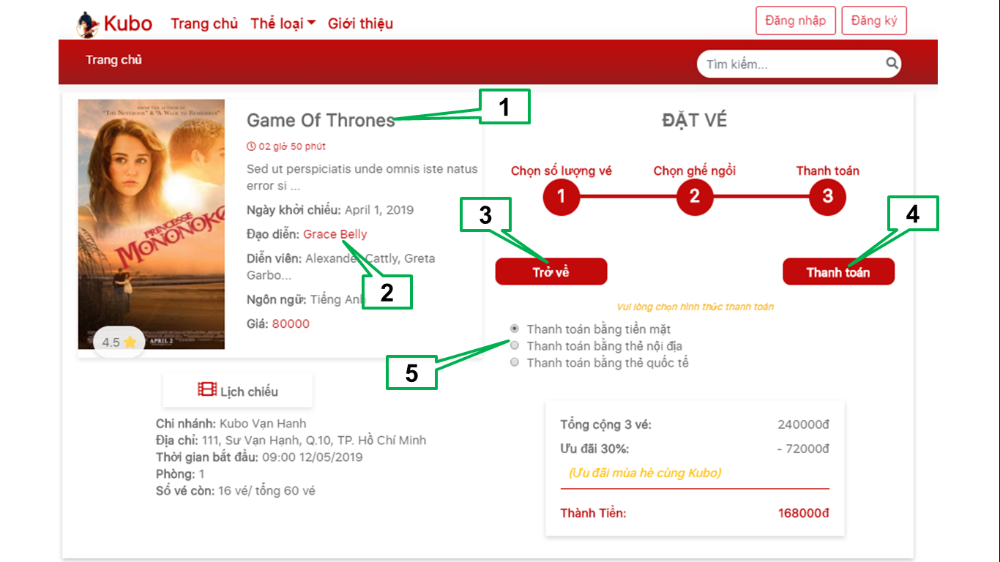 Kubo
Trang chủ
Thể loại
Giới thiệu
Đăng nhập
Đăng ký
Trang chủ
Tìm kiếm...
FROM THE AUTHOR OF
"THE NOTEBOOK" & "A WALK TO REMEMBER"
PRINCESSE
MONONOKE
APRIL 2
4.5
Game Of Thrones
1
02 giờ 50 phút
Sed ut perspiciatis unde omnis iste natus
error si ...
Ngày khởi chiếu: April 1, 2019
Đạo diễn: Grace Belly
Diễn viên: Alexander Cattly, Greta
Garbo...
2
Ngôn ngữ: Tiếng Anh
Giá: 80000
Lịch chiếu
Chi nhánh: Kubo Vạn Hanh
Địa chỉ: 111, Sư Vạn Hạnh, Q.10, TP. Hồ Chí Minh
Thời gian bắt đầu: 09:00 12/05/2019
Phòng: 1
Số vé còn: 16 vé/ tổng 60 vé
ĐẶT VÉ
Chọn số lượng vé
Chọn ghế ngồi
Thanh toán
1
2
3
3
4
Trở về
Thanh toán
Vui lòng chọn hình thức thanh toán
Thanh toán bằng tiền mặt
Thanh toán bằng thẻ nội địa
Thanh toán bằng thẻ quốc tế
5
Tổng cộng 3 vé: 240000đ
Ưu đãi 30%: - 72000đ
(Ưu đãi mùa hè cùng Kubo)
Thành Tiền: 168000đ